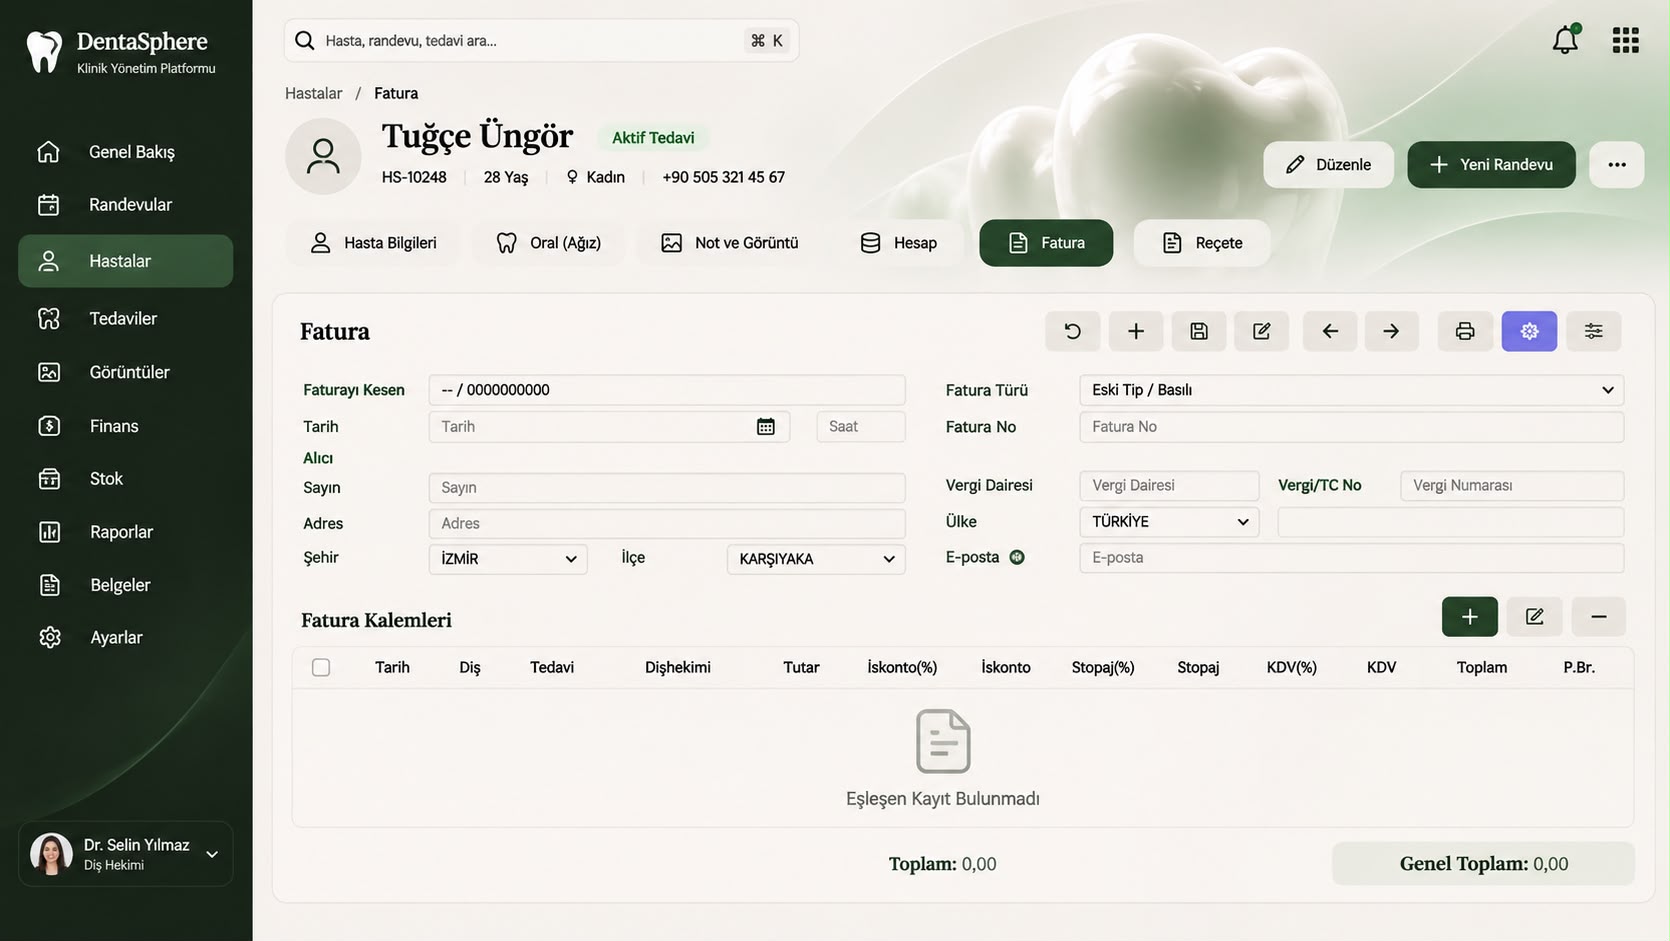 DentaSphere
Klinik Yönetim Platformu
Genel Bakış
Randevular
Hastalar
Tedaviler
Görüntüler
Finans
Stok
Raporlar
Belgeler
Ayarlar
Dr. Selin Yılmaz
Diş Hekimi
Hasta, randevu, tedavi ara...
⌘ K
Hastalar / Fatura
Tuğçe Üngör
Aktif Tedavi
HS-10248 28 Yaş Kadın +90 505 321 45 67
Düzenle
Yeni Randevu
Hasta Bilgileri
Oral (Ağız)
Not ve Görüntü
Hesap
Fatura
Reçete
Fatura
Faturayı Kesen -- / 0000000000
Fatura Türü Eski Tip / Basılı
Tarih Tarih Saat
Fatura No Fatura No
Alıcı
Sayın Sayın
Vergi Dairesi Vergi Dairesi Vergi/TC No Vergi Numarası
Adres Adres
Ülke TÜRKİYE
Şehir İZMİR İlçe KARŞIYAKA
E-posta E-posta
Fatura Kalemleri
Tarih Diş Tedavi Dişhekimi Tutar İskonto(%) İskonto Stopaj(%) Stopaj KDV(%) KDV Toplam P.Br.
Eşleşen Kayıt Bulunmadı
Toplam: 0,00
Genel Toplam: 0,00